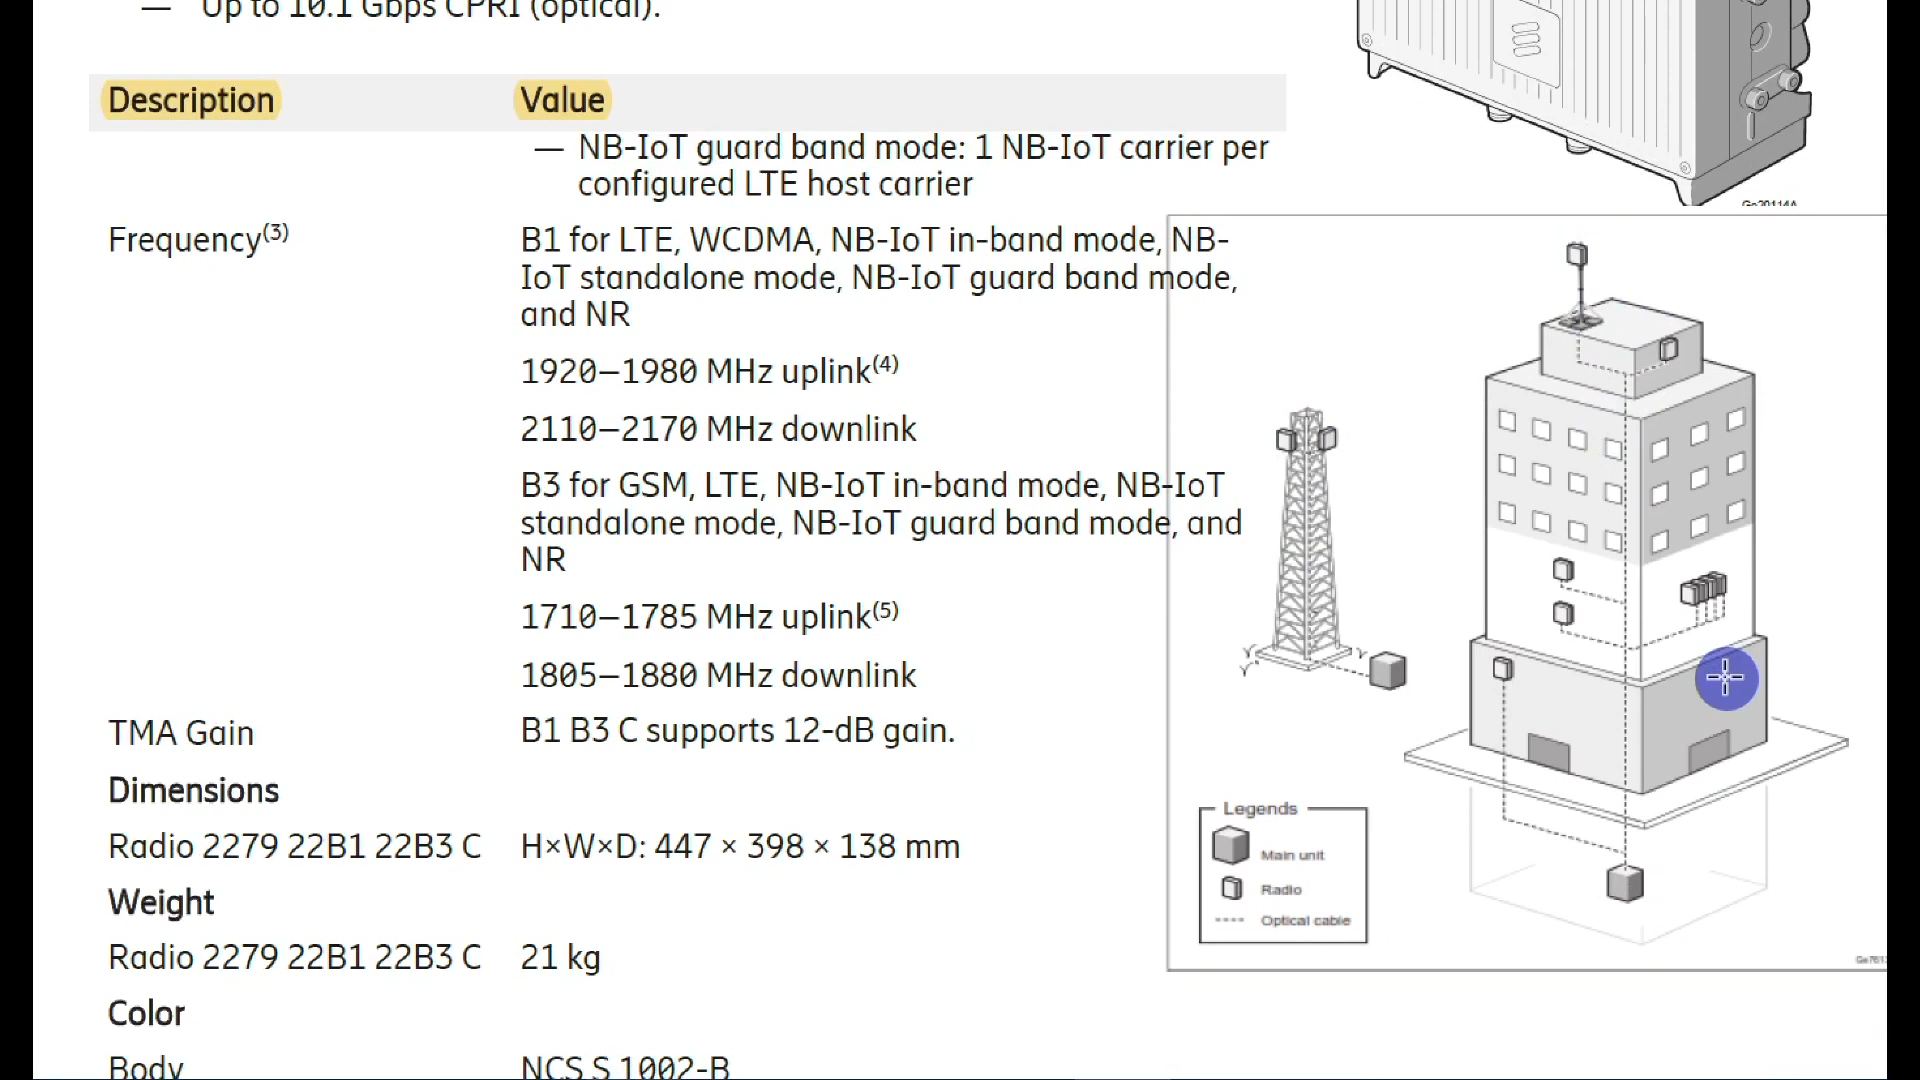 — Up to 10.1 Gbps CPRI (optical).
Description Value
— NB-IoT guard band mode: 1 NB-IoT carrier per
configured LTE host carrier
Frequency(3) B1 for LTE, WCDMA, NB-IoT in-band mode, NB-
IoT standalone mode, NB-IoT guard band mode,
and NR
1920–1980 MHz uplink(4)
2110–2170 MHz downlink
B3 for GSM, LTE, NB-IoT in-band mode, NB-IoT
standalone mode, NB-IoT guard band mode, and
NR
1710–1785 MHz uplink(5)
1805–1880 MHz downlink
TMA Gain B1 B3 C supports 12-dB gain.
Dimensions
Radio 2279 22B1 22B3 C H×W×D: 447 × 398 × 138 mm
Weight
Radio 2279 22B1 22B3 C 21 kg
Color
Body NCS S 1002-B
Legends
Main unit
Radio
Optical cable